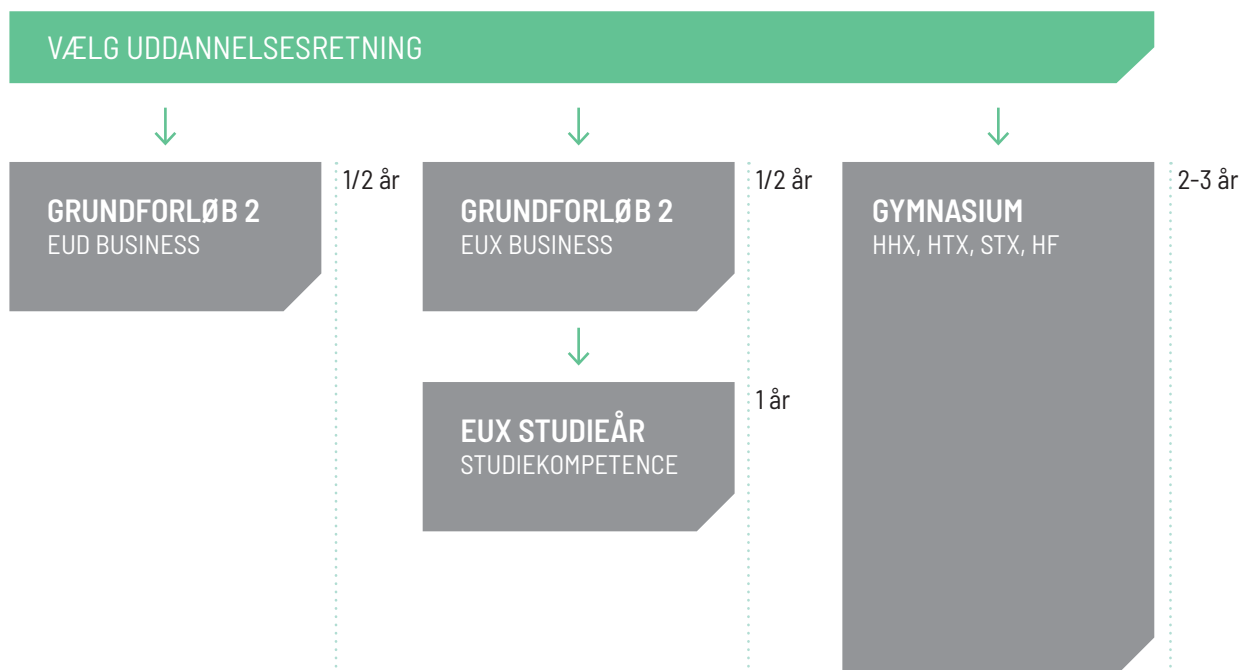 VÆLG UDDANNELSESRETNING
GRUNDFORLØB 2
EUD BUSINESS
1/2 år
GRUNDFORLØB 2
EUX BUSINESS
1/2 år
EUX STUDIEÅR
STUDIEKOMPETENCE
1 år
GYMNASIUM
HHX, HTX, STX, HF
2-3 år